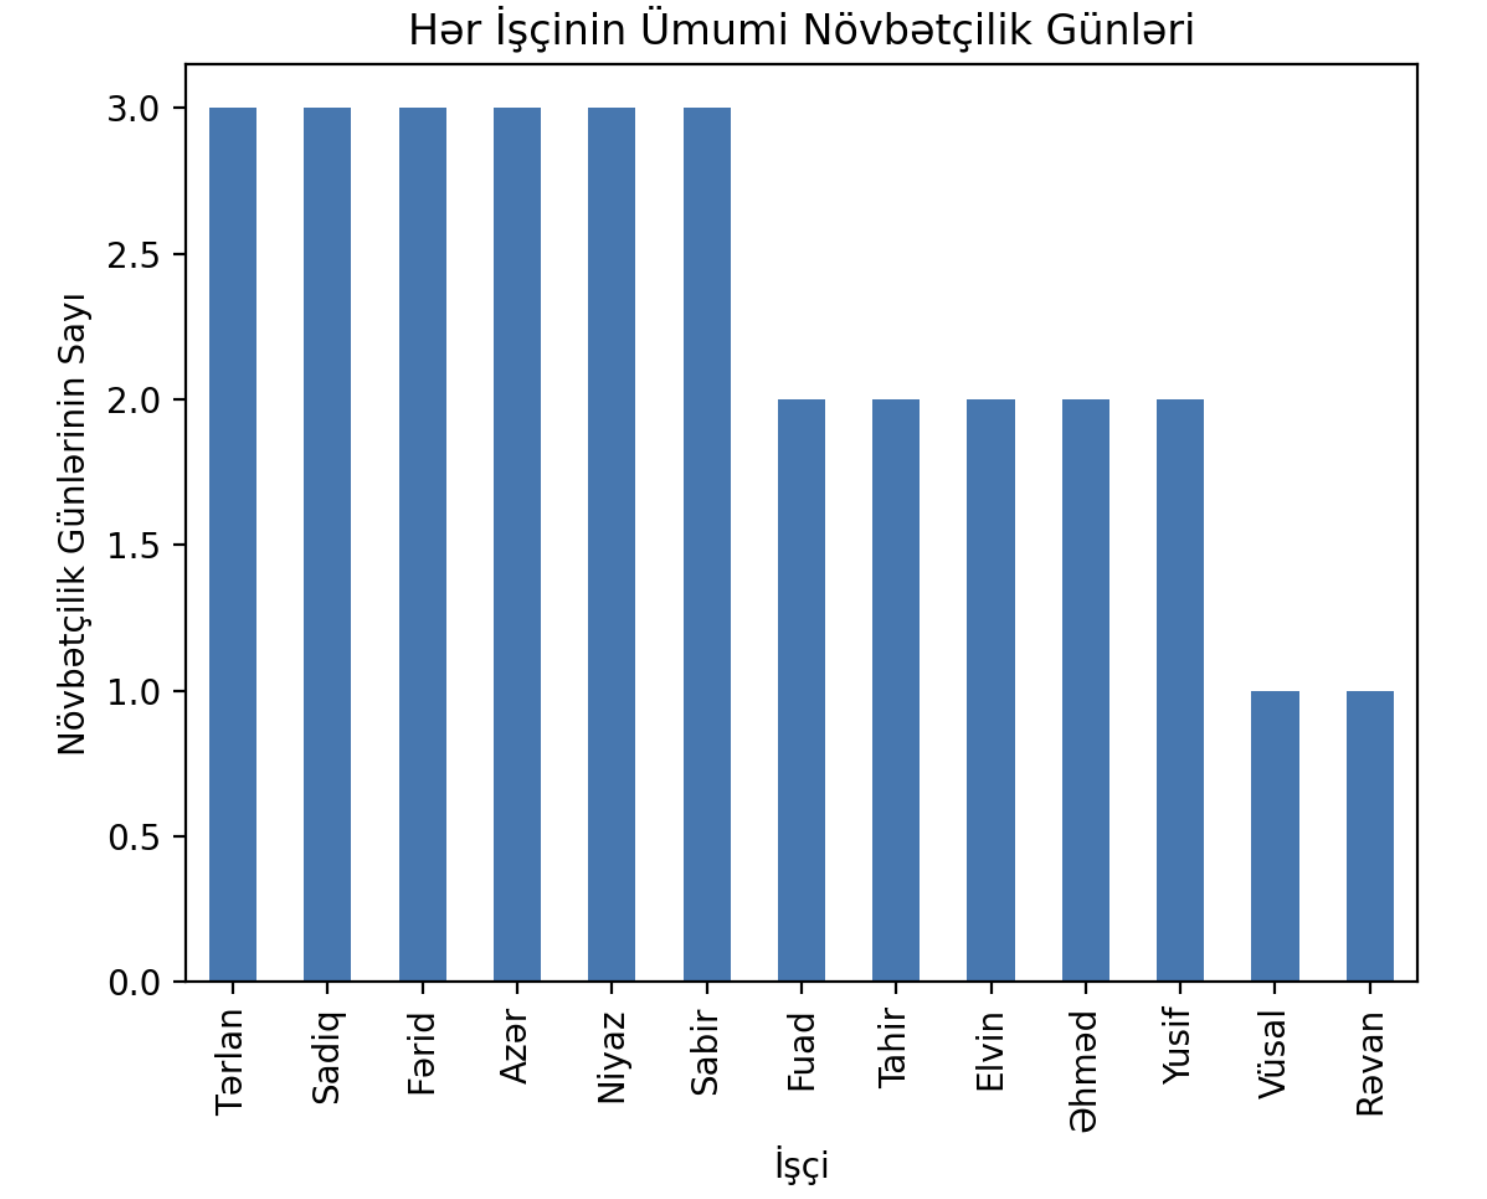 Hər İşçinin Ümumi Növbətçilik Günləri
Növbətçilik Günlərinin Sayı
3.0
2.5
2.0
1.5
1.0
0.5
0.0
Tərlan
Sadiq
Fərid
Azər
Niyaz
Sabir
Fuad
Tahir
Elvin
Əhməd
Yusif
Vüsal
Rəvan
İşçi